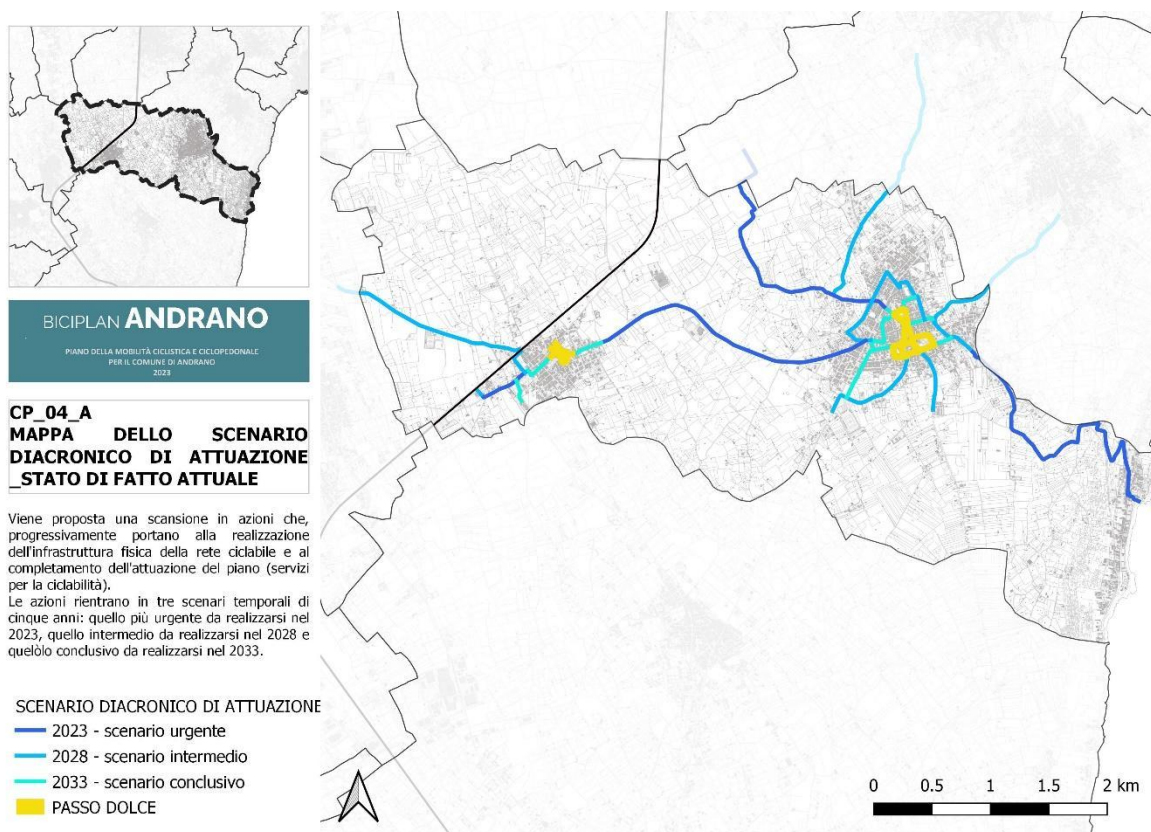 BICIPLAN ANDRANO
PIANO DELLA MOBILITÀ CICLISTICA E CICLOPEDONALE
PER IL COMUNE DI ANDRANO
2023
CP_04_A
MAPPA DELLO SCENARIO
DIACRONICO DI ATTUAZIONE
_STATO DI FATTO ATTUALE
Viene proposta una scansione in azioni che,
progressivamente portano alla realizzazione
dell'infrastruttura fisica della rete ciclabile e al
completamento dell'attuazione del piano (servizi
per la ciclabilità).
Le azioni rientrano in tre scenari temporali di
cinque anni: quello più urgente da realizzarsi nel
2023, quello intermedio da realizzarsi nel 2028 e
quelòlo conclusivo da realizzarsi nel 2033.
SCENARIO DIACRONICO DI ATTUAZIONE
2023 - scenario urgente
2028 - scenario intermedio
2033 - scenario conclusivo
PASSO DOLCE
0 0.5 1 1.5 2 km